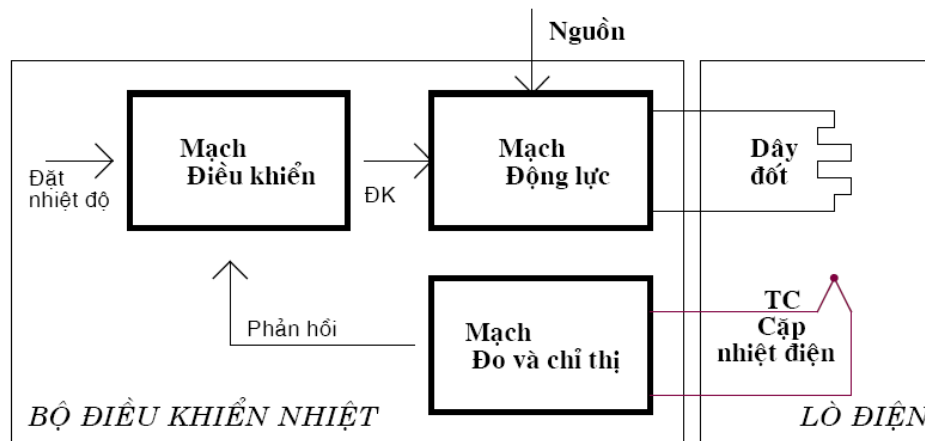 Nguồn
Mạch
Điều khiển
Mạch
Động lực
Dây
đốt
Đặt
nhiệt độ
ĐK
Phản hồi
Mạch
Đo và chỉ thị
TC
Cặp
nhiệt điện
BỘ ĐIỀU KHIỂN NHIỆT
LÒ ĐIỆN